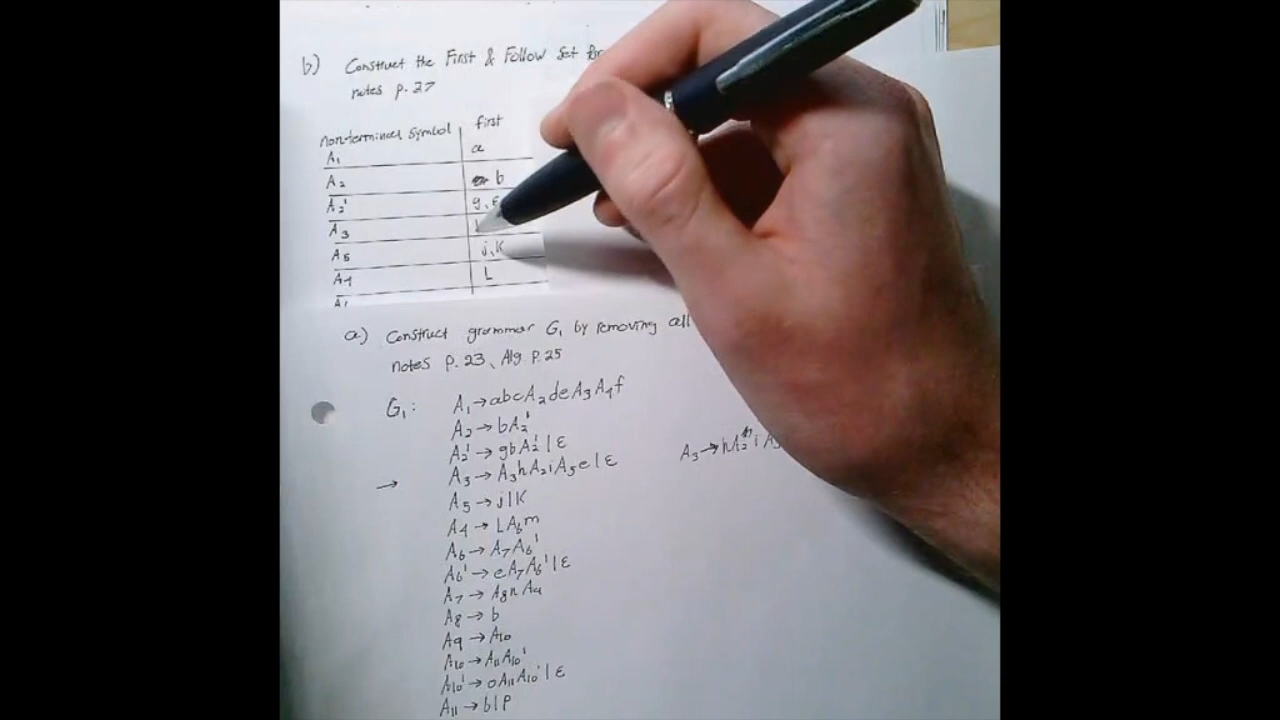 b) Construct the First & Follow Set for
notes p.27
non-terminal symbol first
A₁ a
A₂ b
A₂' g, ε
A₃
A₅ j, K
A₄ L
a) Construct grammar G₁ by removing all
notes p.23, Alg p.25
G₁: A₁→abcA₂deA₃A₄f
A₂→bA₂'
A₂'→gbA₂'|ε
→ A₃→A₃hA₂iA₅e|ε A₃→hA₂ i
A₅→j|K
A₄→LA₆m
A₆→A₇A₆'
A₆'→eA₇A₆'|ε
A₇→A₈nA₉
A₈→b
A₉→A₁₀
A₁₀→A₁₁A₁₀'
A₁₀'→oA₁₁A₁₀'|ε
A₁₁→b|P